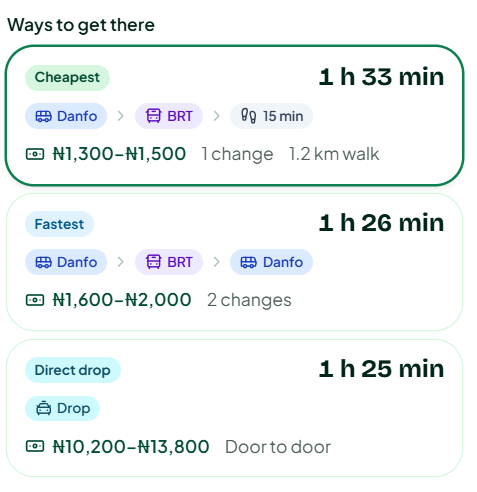 Ways to get there
Cheapest
1 h 33 min
Danfo > BRT > 15 min
₦1,300–₦1,500 1 change 1.2 km walk
Fastest
1 h 26 min
Danfo > BRT > Danfo
₦1,600–₦2,000 2 changes
Direct drop
1 h 25 min
Drop
₦10,200–₦13,800 Door to door